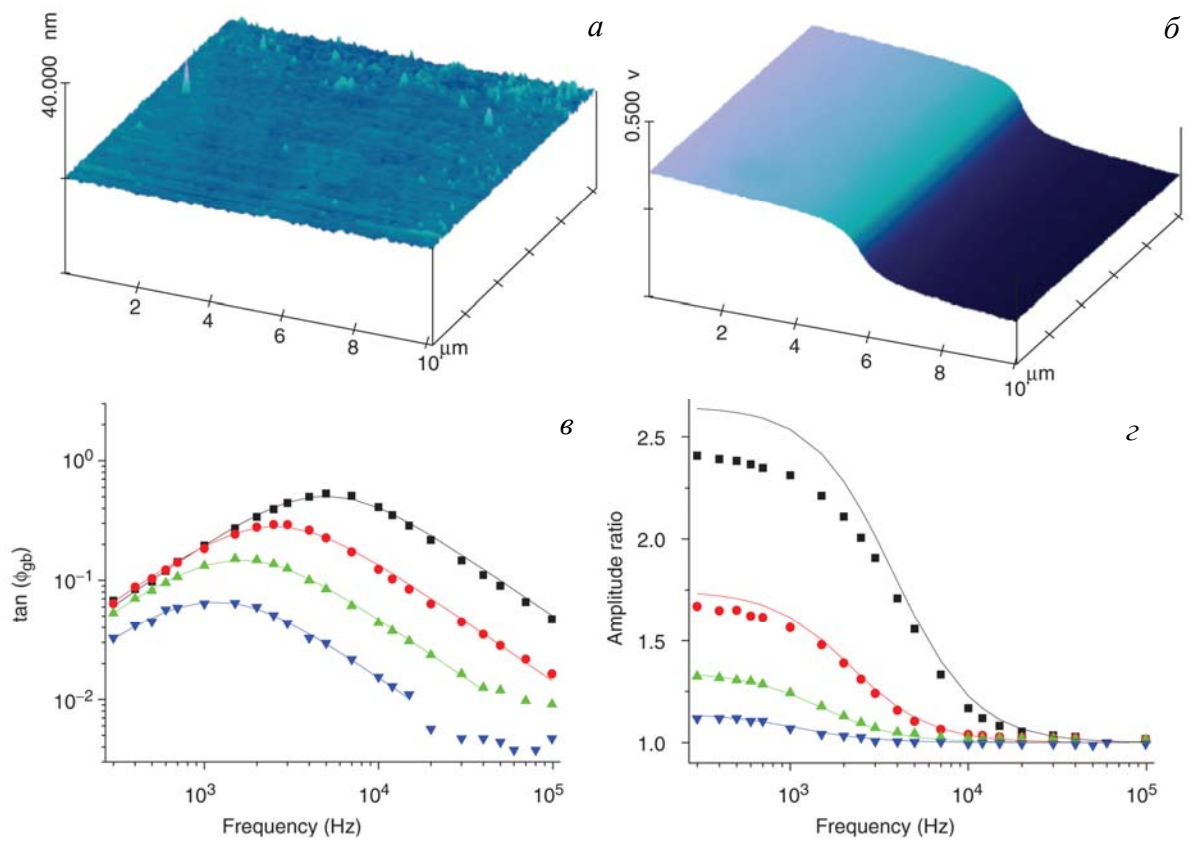 а
40.000 nm
2
4
6
8
10
μm
б
0.500 v
2
4
6
8
10
μm
в
tan (ϕgb)
10⁰
10⁻¹
10⁻²
10³
10⁴
10⁵
Frequency (Hz)
г
Amplitude ratio
2.5
2.0
1.5
1.0
10³
10⁴
10⁵
Frequency (Hz)